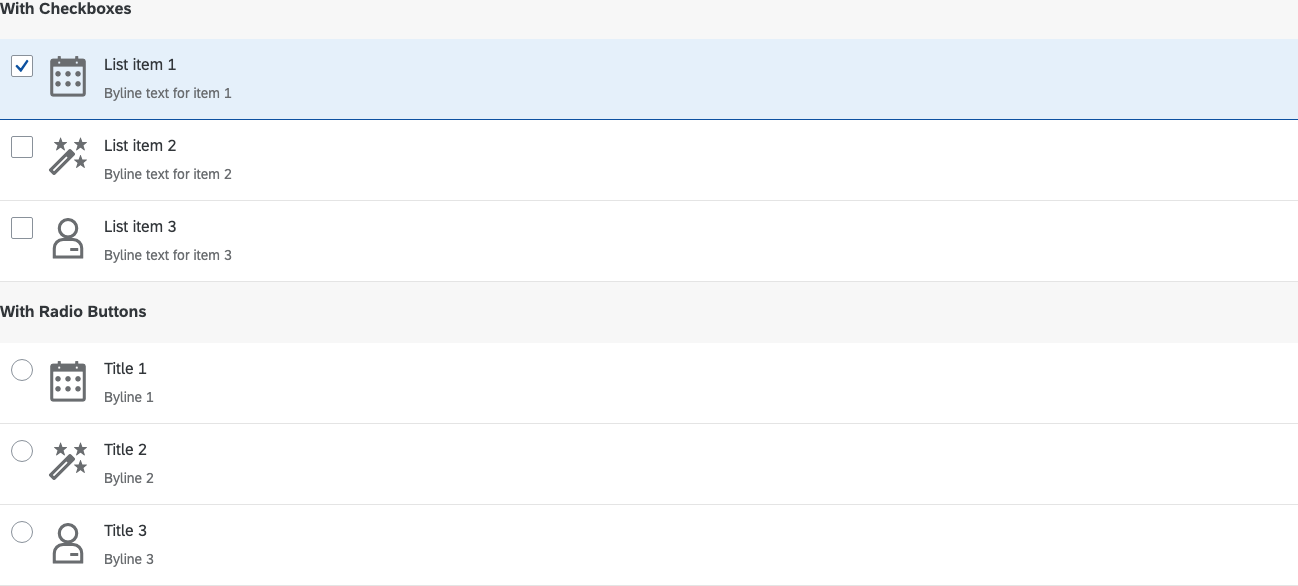 With Checkboxes
List item 1
Byline text for item 1
List item 2
Byline text for item 2
List item 3
Byline text for item 3
With Radio Buttons
Title 1
Byline 1
Title 2
Byline 2
Title 3
Byline 3